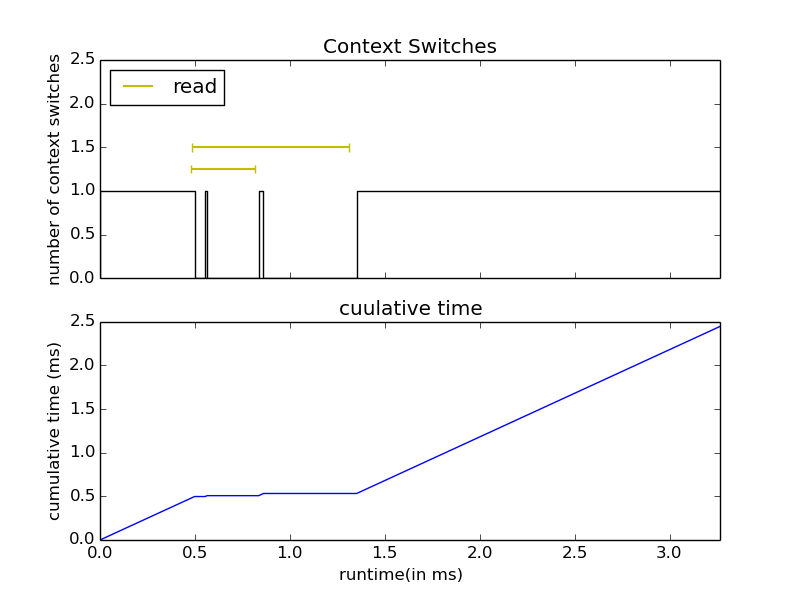 Context Switches
number of context switches
2.5
2.0
1.5
1.0
0.5
0.0
read
cuulative time
cumulative time (ms)
2.5
2.0
1.5
1.0
0.5
0.0
0.0 0.5 1.0 1.5 2.0 2.5 3.0
runtime(in ms)